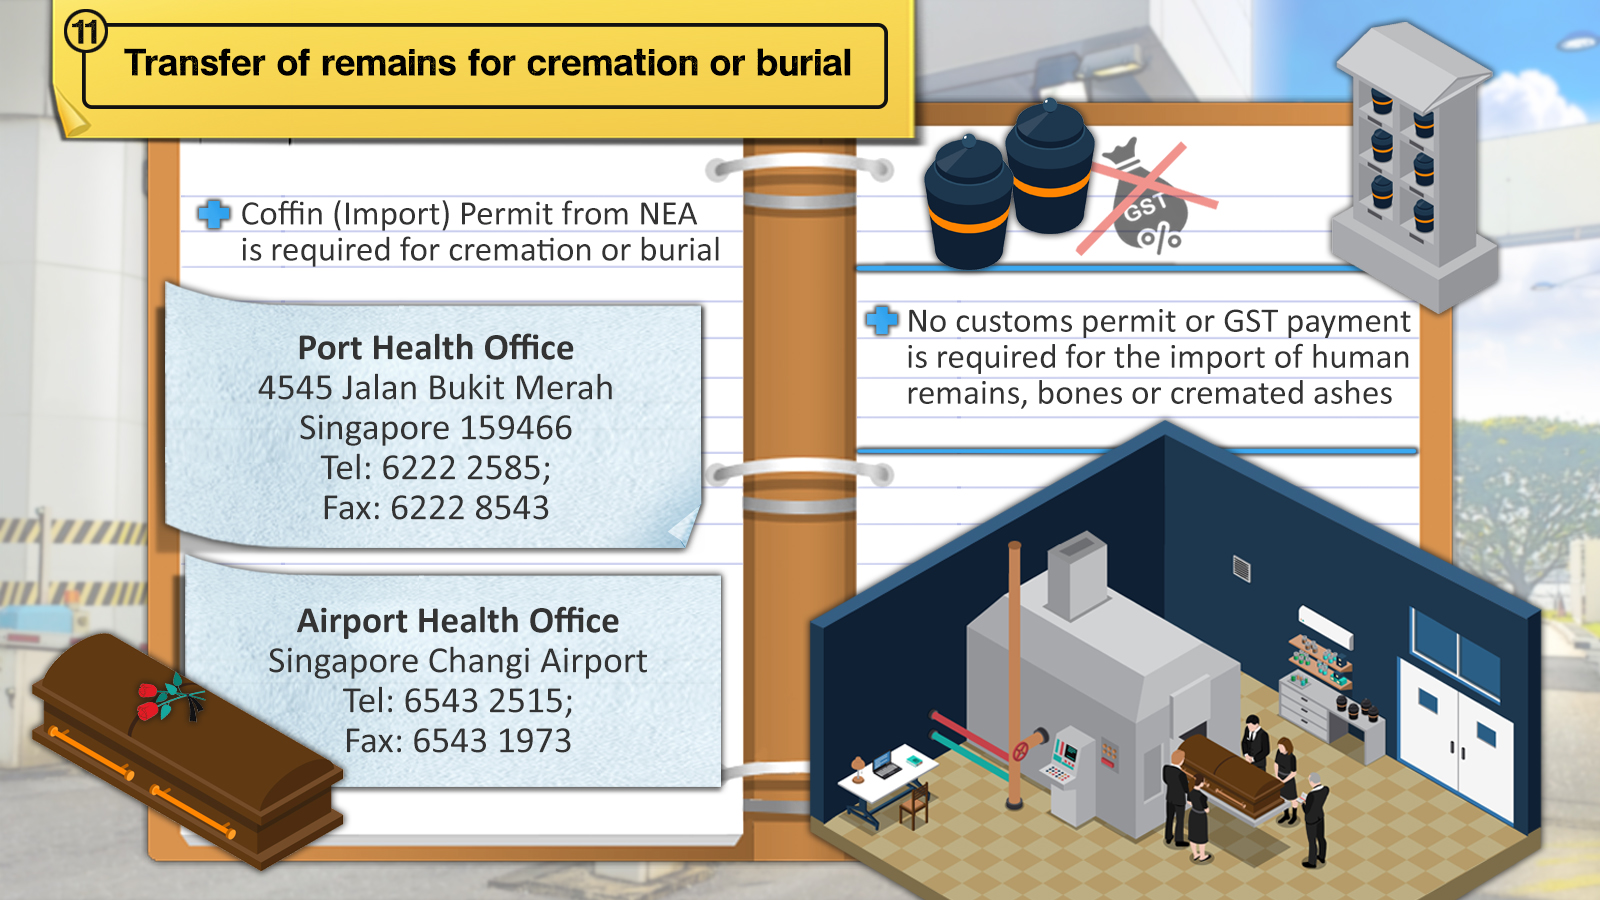 11
Transfer of remains for cremation or burial
Coffin (Import) Permit from NEA
is required for cremation or burial
Port Health Office
4545 Jalan Bukit Merah
Singapore 159466
Tel: 6222 2585;
Fax: 6222 8543
Airport Health Office
Singapore Changi Airport
Tel: 6543 2515;
Fax: 6543 1973
GST
%
No customs permit or GST payment
is required for the import of human
remains, bones or cremated ashes